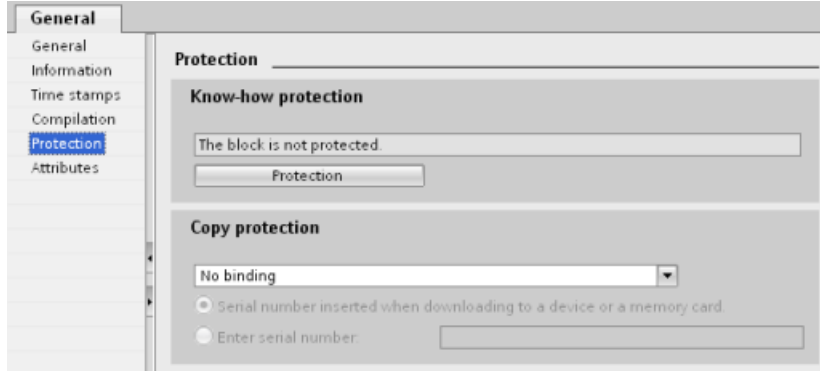 General
General
Information
Time stamps
Compilation
Protection
Attributes
Protection
Know-how protection
The block is not protected.
Protection
Copy protection
No binding
Serial number inserted when downloading to a device or a memory card.
Enter serial number: